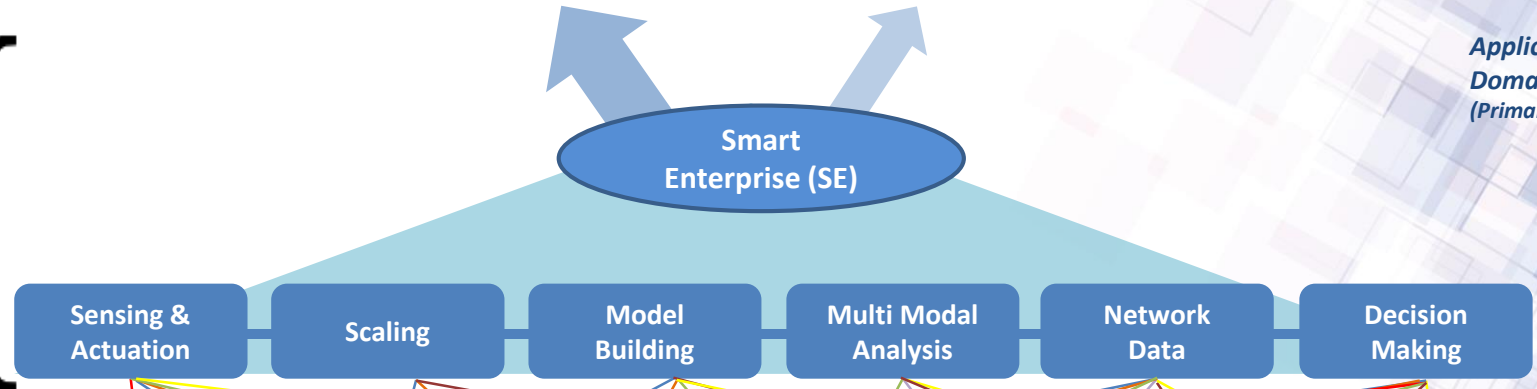 Smart
Enterprise (SE)
Sensing &
Actuation
Scaling
Model
Building
Multi Modal
Analysis
Network
Data
Decision
Making